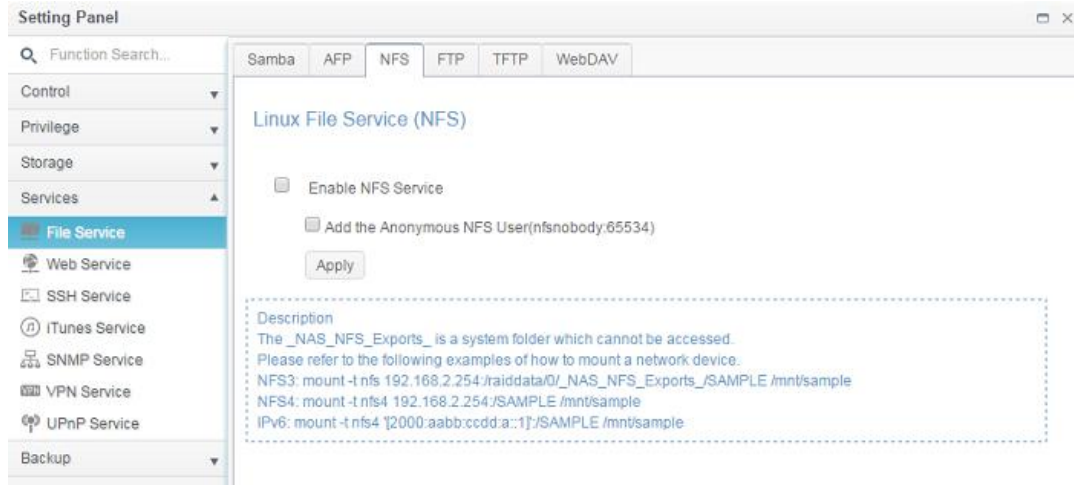 Setting Panel
Function Search...
Control
Privilege
Storage
Services
File Service
Web Service
SSH Service
iTunes Service
SNMP Service
VPN Service
UPnP Service
Backup
Samba AFP NFS FTP TFTP WebDAV
Linux File Service (NFS)
Enable NFS Service
Add the Anonymous NFS User(nfsnobody:65534)
Apply
Description
The _NAS_NFS_Exports_ is a system folder which cannot be accessed.
Please refer to the following examples of how to mount a network device.
NFS3: mount -t nfs 192.168.2.254:/raiddata/0/_NAS_NFS_Exports_/SAMPLE /mnt/sample
NFS4: mount -t nfs4 192.168.2.254:/SAMPLE /mnt/sample
IPv6: mount -t nfs4 '[2000:aabb:ccdd:a::1]':/SAMPLE /mnt/sample